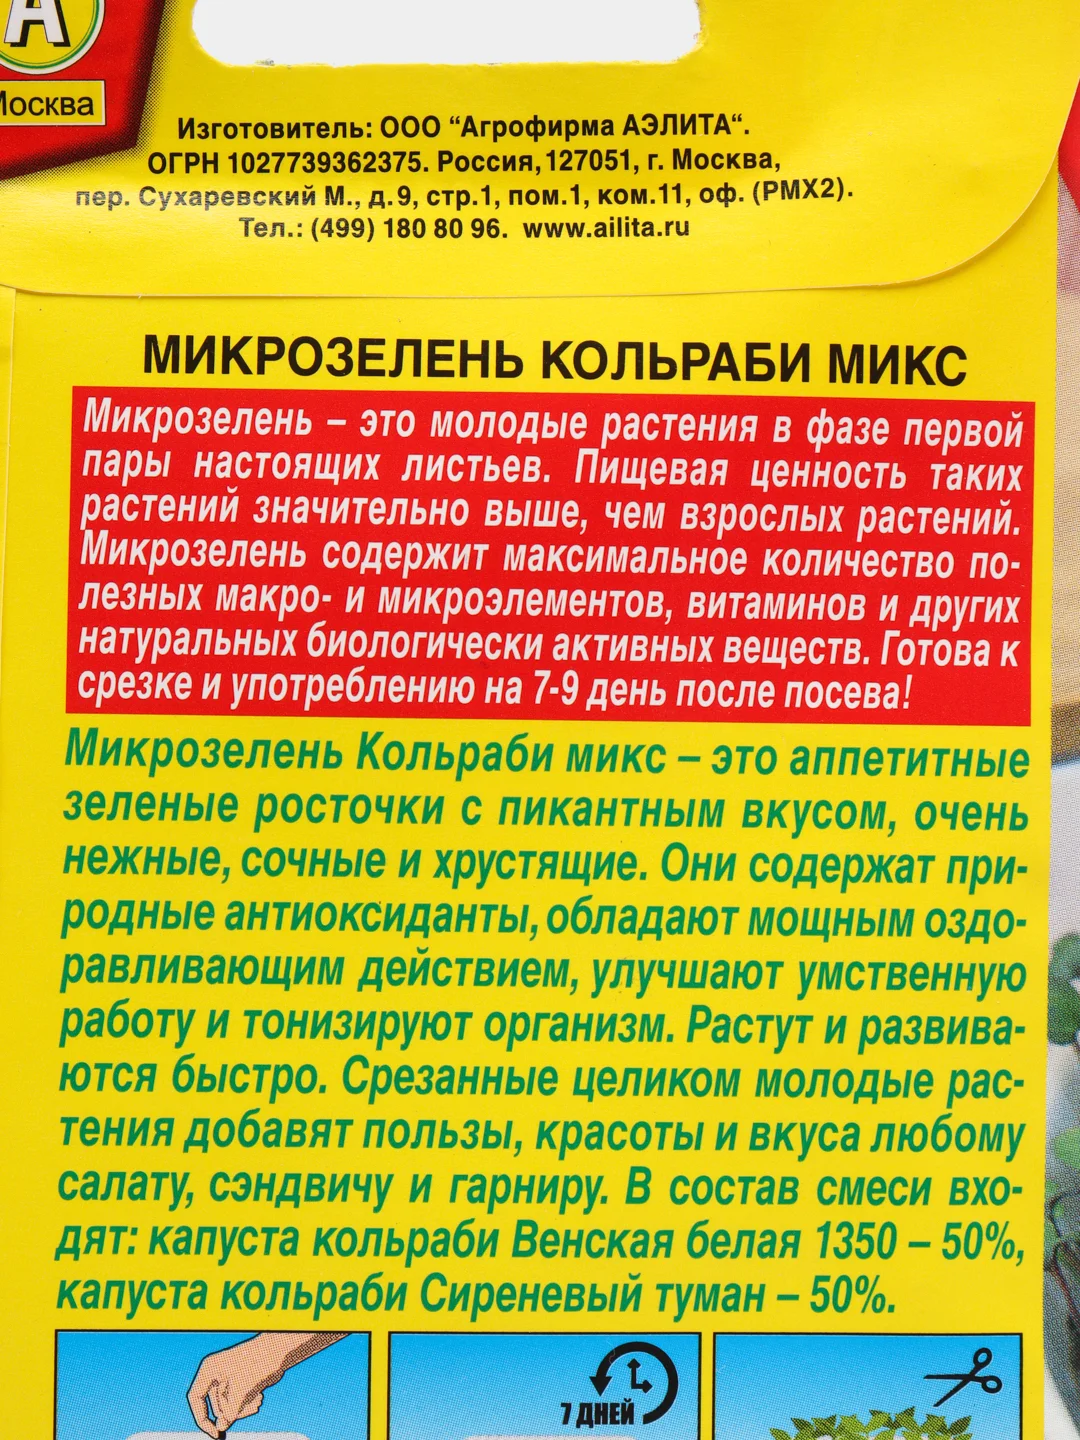 А
Москва
Изготовитель: ООО “Агрофирма АЭЛИТА“.
ОГРН 1027739362375. Россия, 127051, г. Москва,
пер. Сухаревский М., д.9, стр.1, пом.1, ком.11, оф. (РМХ2).
Тел.: (499) 180 80 96. www.ailita.ru
МИКРОЗЕЛЕНЬ КОЛЬРАБИ МИКС
Микрозелень – это молодые растения в фазе первой
пары настоящих листьев. Пищевая ценность таких
растений значительно выше, чем взрослых растений.
Микрозелень содержит максимальное количество по-
лезных макро- и микроэлементов, витаминов и других
натуральных биологически активных веществ. Готова к
срезке и употреблению на 7-9 день после посева!
Микрозелень Кольраби микс – это аппетитные
зеленые росточки с пикантным вкусом, очень
нежные, сочные и хрустящие. Они содержат при-
родные антиоксиданты, обладают мощным оздо-
равливающим действием, улучшают умственную
работу и тонизируют организм. Растут и развива-
ются быстро. Срезанные целиком молодые рас-
тения добавят пользы, красоты и вкуса любому
салату, сэндвичу и гарниру. В состав смеси вхо-
дят: капуста кольраби Венская белая 1350 – 50%,
капуста кольраби Сиреневый туман – 50%.
7 ДНЕЙ